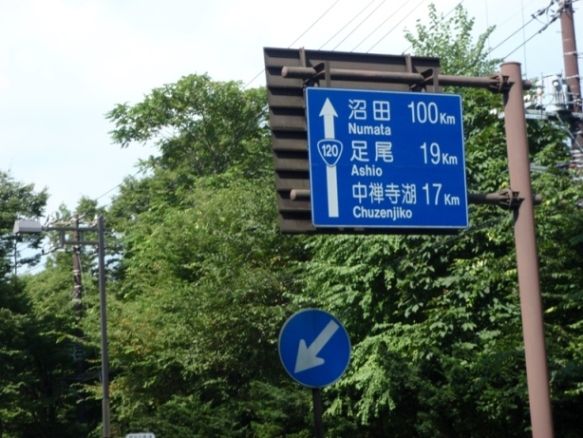 沼田 100Km
Numata
120
足尾 19Km
Ashio
中禅寺湖 17Km
Chuzenjiko